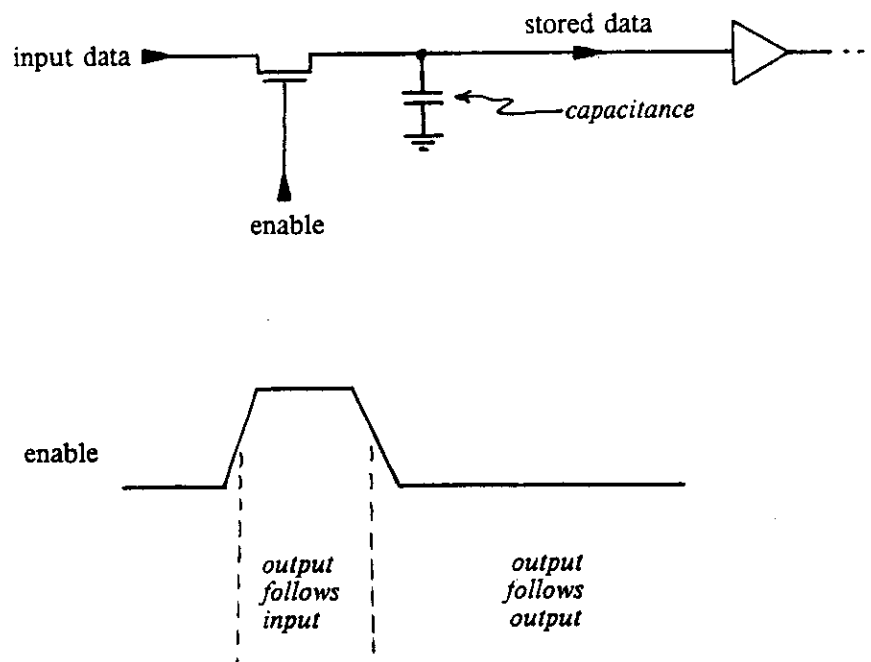 stored data
input data
capacitance
enable
enable
output
follows
input
output
follows
output